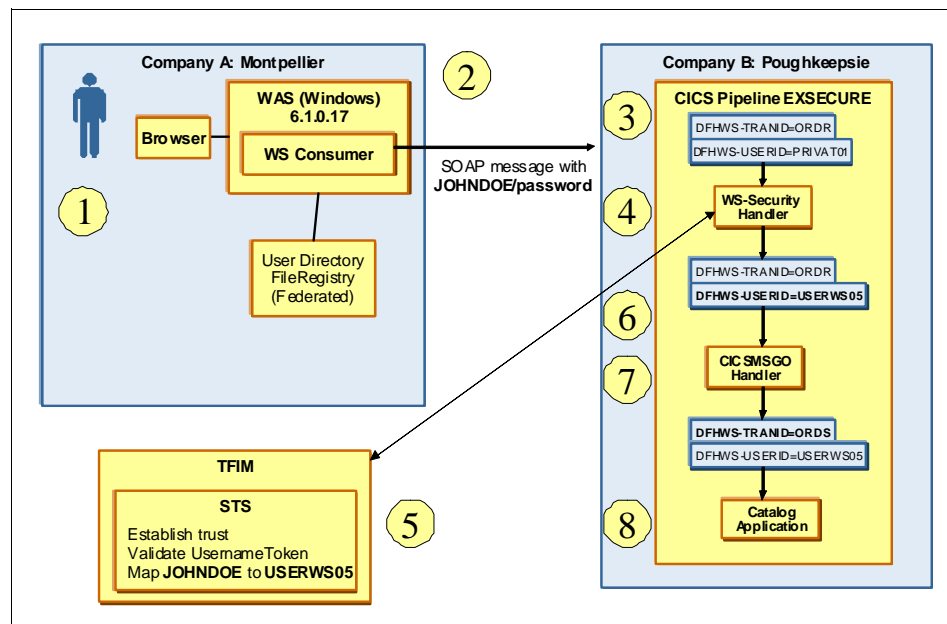 Company A: Montpellier
1
Browser
WAS (Windows)
6.1.0.17
WS Consumer
User Directory
FileRegistry
(Federated)
2
SOAP message with
JOHNDOE/password
Company B: Poughkeepsie
CICS Pipeline EXSECURE
3
DFHWS-TRANID=ORDR
DFHWS-USERID=PRIVAT01
4
WS-Security
Handler
DFHWS-TRANID=ORDR
DFHWS-USERID=USERWS05
6
CICSMSGO
Handler
7
DFHWS-TRANID=ORDS
DFHWS-USERID=USERWS05
8
Catalog
Application
TFIM
STS
Establish trust
Validate UsernameToken
Map JOHNDOE to USERWS05
5